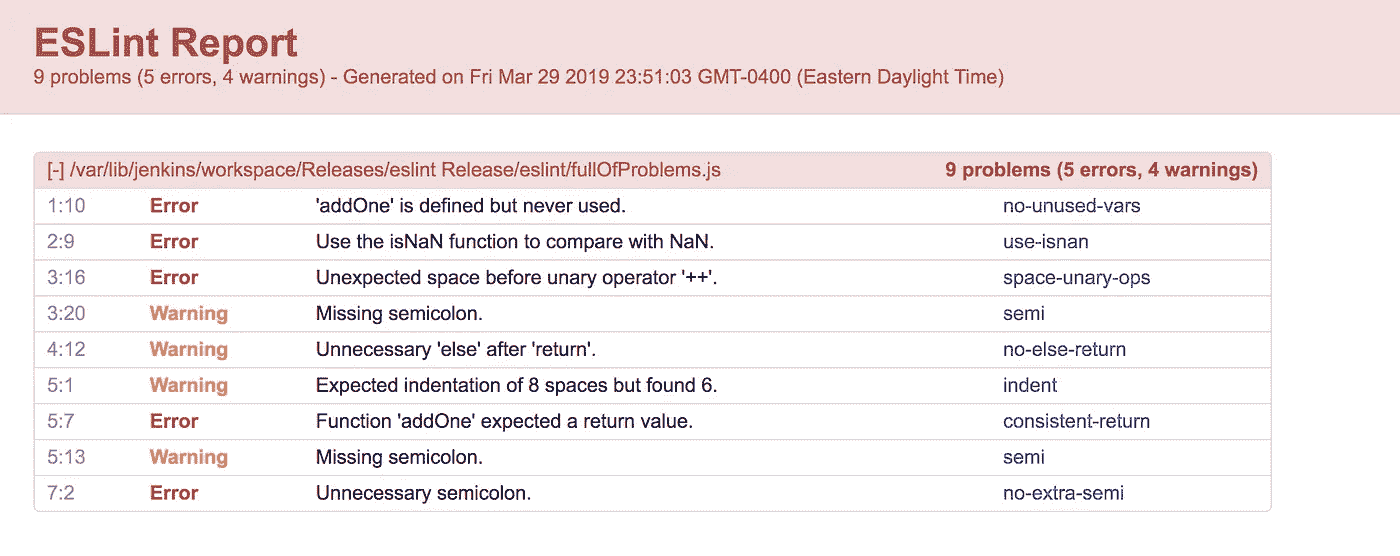 ESLint Report
9 problems (5 errors, 4 warnings) - Generated on Fri Mar 29 2019 23:51:03 GMT-0400 (Eastern Daylight Time)
[-] /var/lib/jenkins/workspace/Releases/eslint Release/eslint/fullOfProblems.js 9 problems (5 errors, 4 warnings)
1:10 Error 'addOne' is defined but never used. no-unused-vars
2:9 Error Use the isNaN function to compare with NaN. use-isnan
3:16 Error Unexpected space before unary operator '++'. space-unary-ops
3:20 Warning Missing semicolon. semi
4:12 Warning Unnecessary 'else' after 'return'. no-else-return
5:1 Warning Expected indentation of 8 spaces but found 6. indent
5:7 Error Function 'addOne' expected a return value. consistent-return
5:13 Warning Missing semicolon. semi
7:2 Error Unnecessary semicolon. no-extra-semi